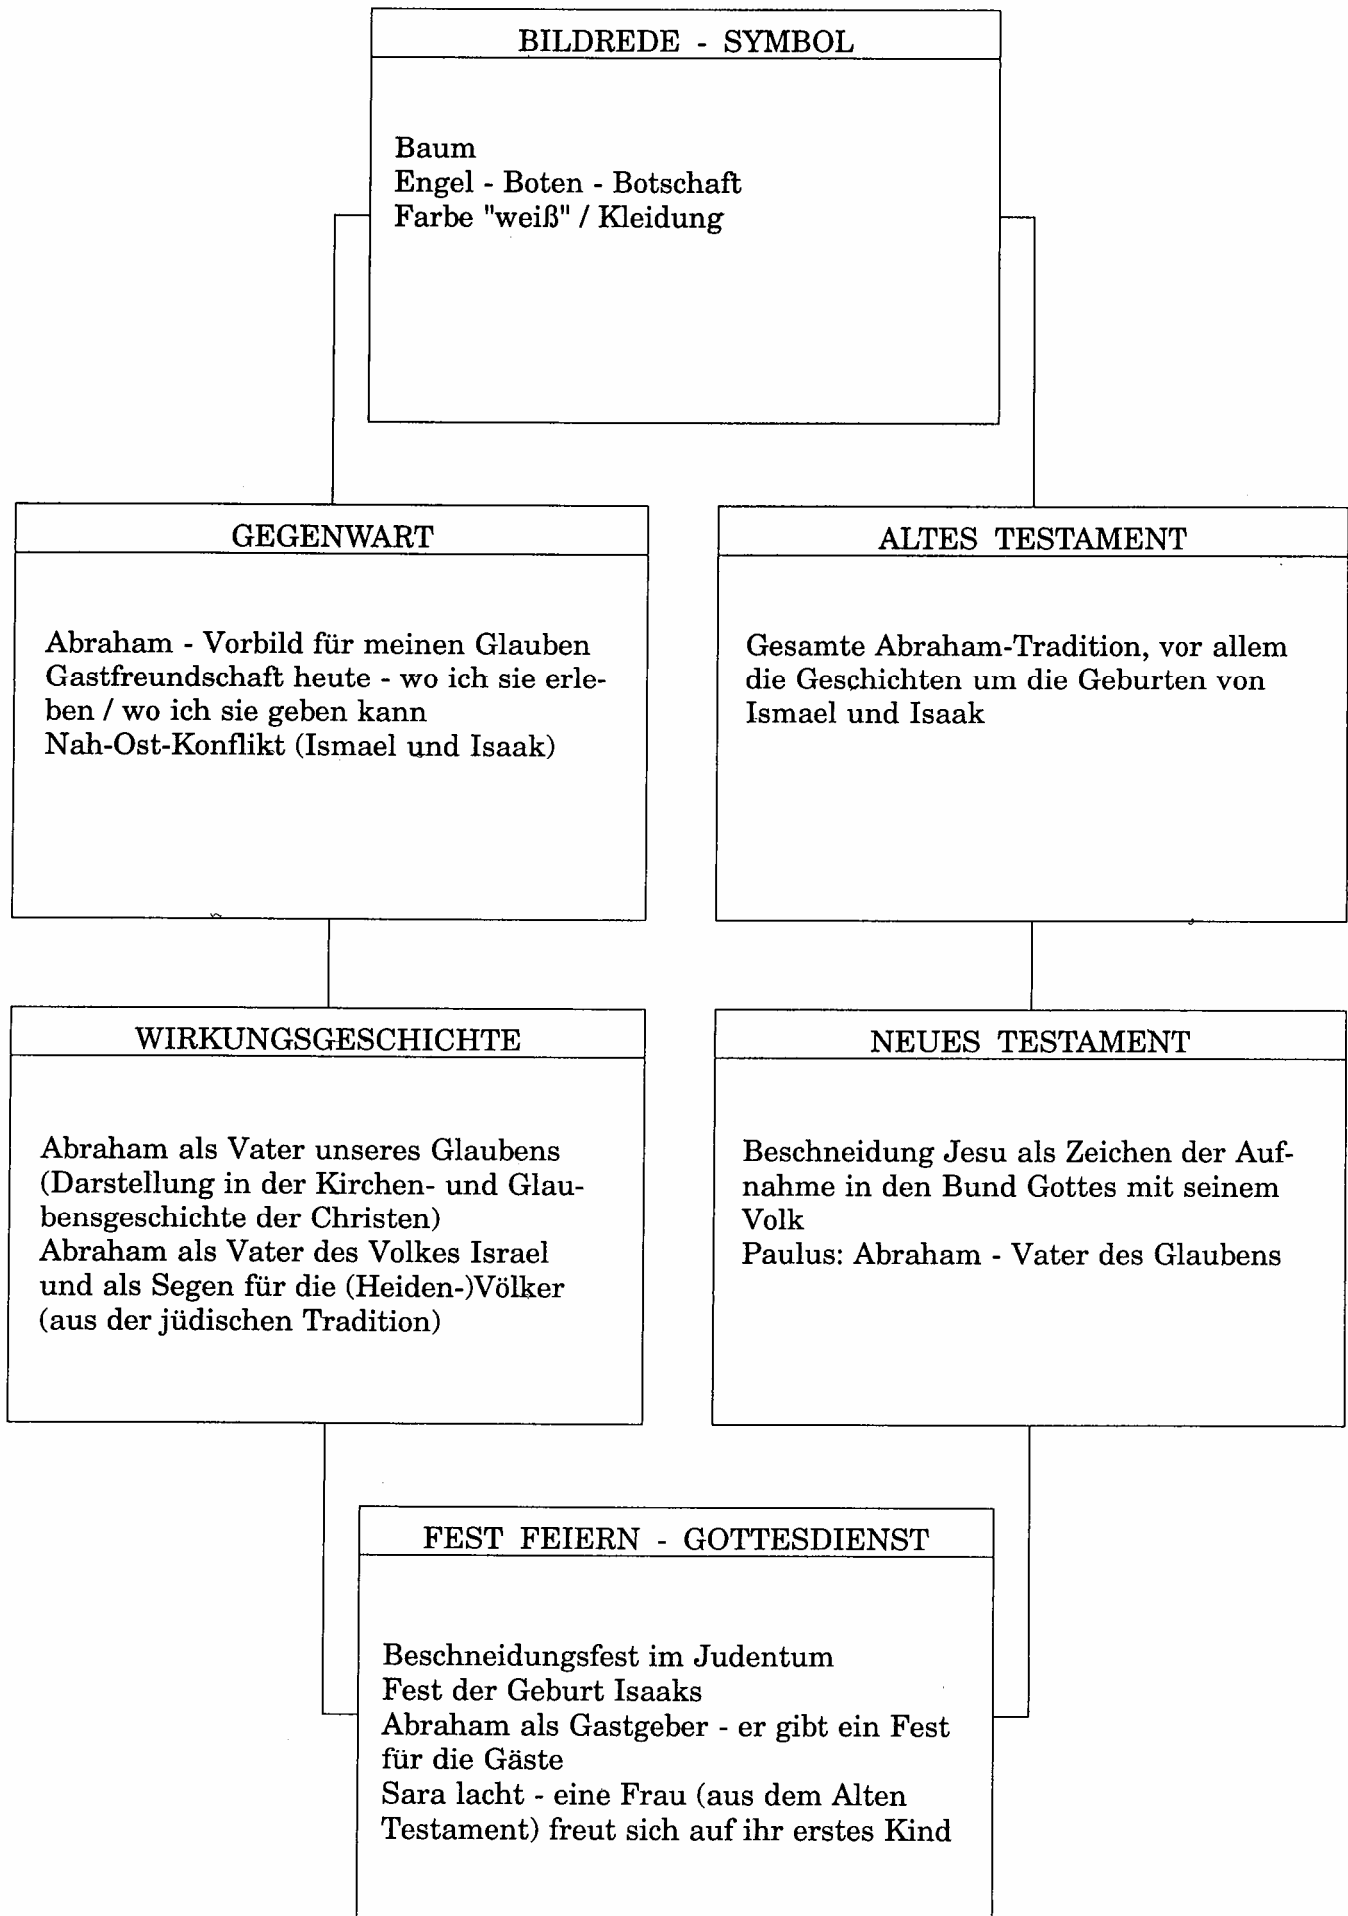 BILDREDE - SYMBOL
Baum
Engel - Boten - Botschaft
Farbe "weiß" / Kleidung
GEGENWART
Abraham - Vorbild für meinen Glauben
Gastfreundschaft heute - wo ich sie erle-
ben / wo ich sie geben kann
Nah-Ost-Konflikt (Ismael und Isaak)
ALTES TESTAMENT
Gesamte Abraham-Tradition, vor allem
die Geschichten um die Geburten von
Ismael und Isaak
WIRKUNGSGESCHICHTE
Abraham als Vater unseres Glaubens
(Darstellung in der Kirchen- und Glau-
bensgeschichte der Christen)
Abraham als Vater des Volkes Israel
und als Segen für die (Heiden-)Völker
(aus der jüdischen Tradition)
NEUES TESTAMENT
Beschneidung Jesu als Zeichen der Auf-
nahme in den Bund Gottes mit seinem
Volk
Paulus: Abraham - Vater des Glaubens
FEST FEIERN - GOTTESDIENST
Beschneidungsfest im Judentum
Fest der Geburt Isaaks
Abraham als Gastgeber - er gibt ein Fest
für die Gäste
Sara lacht - eine Frau (aus dem Alten
Testament) freut sich auf ihr erstes Kind